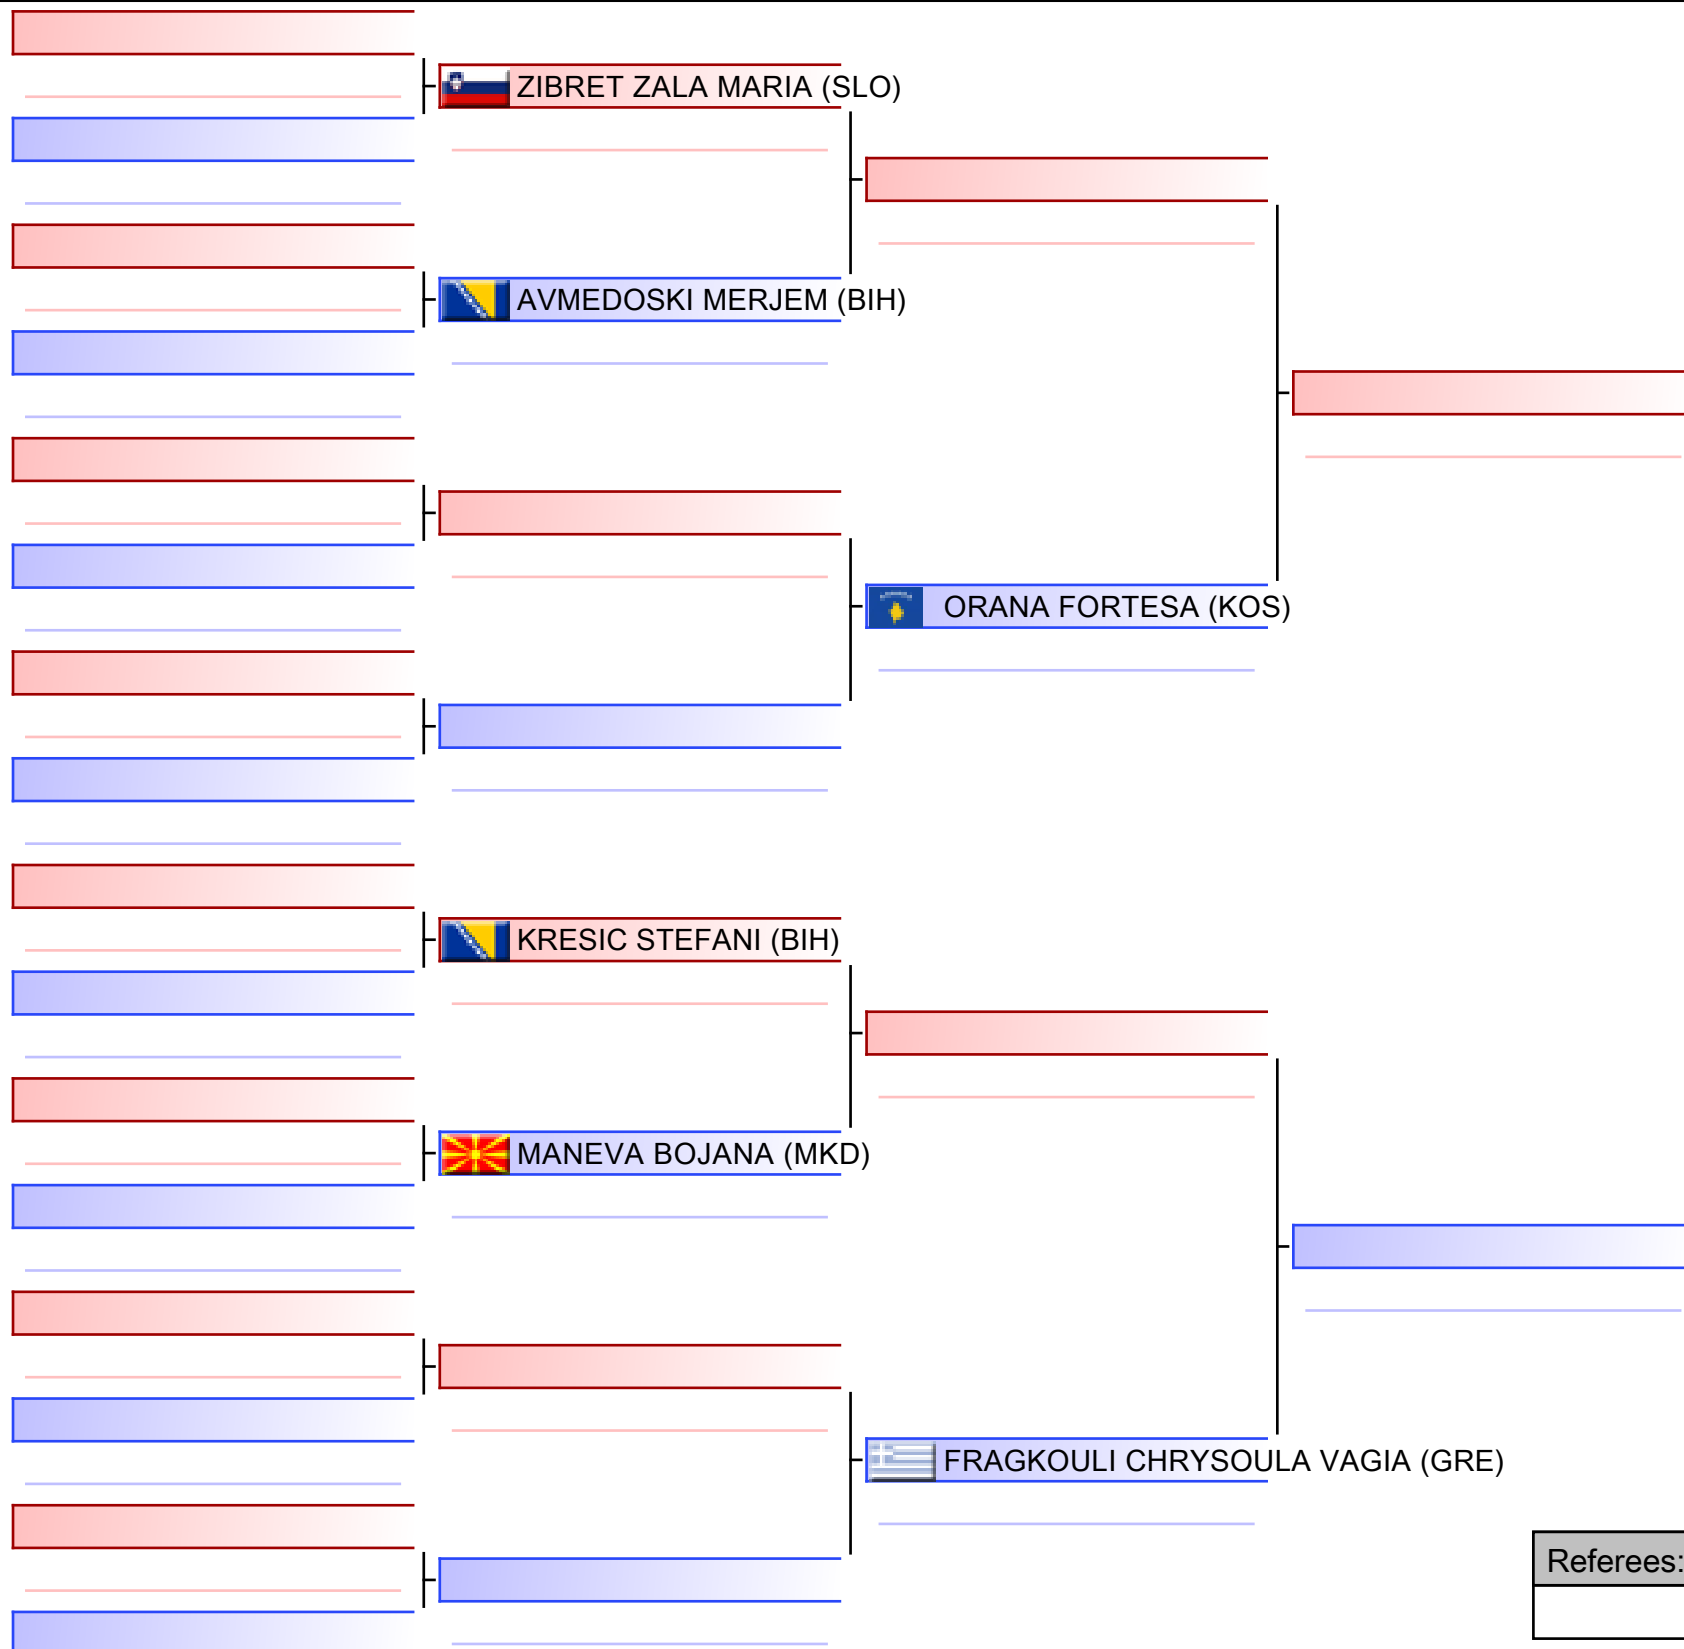 ZIBRET ZALA MARIA (SLO)
AVMEDOSKI MERJEM (BIH)
ORANA FORTESA (KOS)
KRESIC STEFANI (BIH)
MANEVA BOJANA (MKD)
FRAGKOULI CHRYSOULA VAGIA (GRE)
Referees: